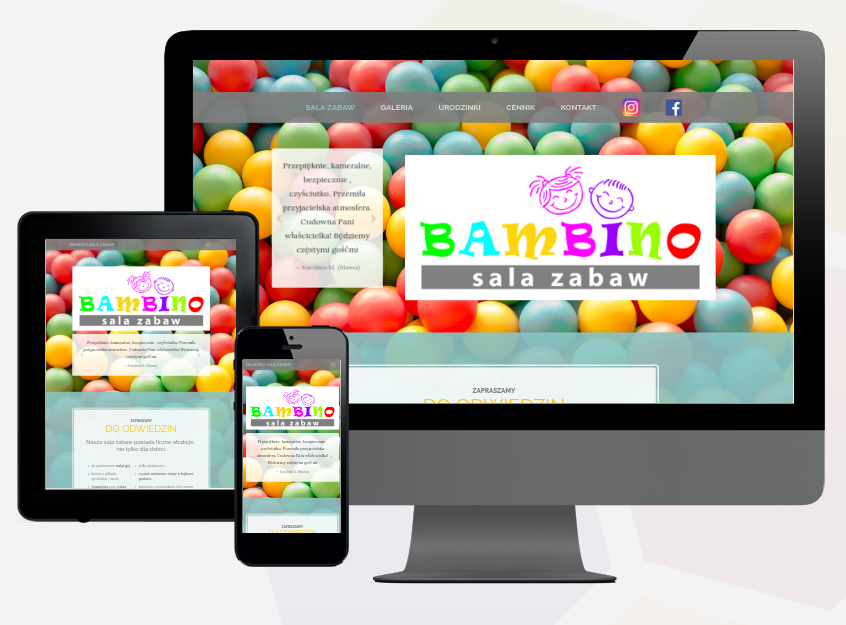 SALA ZABAW GALERIA URODZINKI CENNIK KONTAKT
Przepięknie, kameralne,
bezpiecznie ,
czyściutko. Przemiła
przyjacielska atmosfera.
Cudowna Pani
właścicielka! Będziemy
częstymi gośćmi
— Karolina M. (Mama)
BAMBINO
sala zabaw
ZAPRASZAMY
DO ODWIEDZIN
BAMBINO
sala zabaw
Przepięknie, kameralne, bezpiecznie , czyściutko. Przemiła
przyjacielska atmosfera. Cudowna Pani właścicielka! Będziemy
częstymi gośćmi
— Karolina M. (Mama)
ZAPRASZAMY
DO ODWIEDZIN
Nasza sala zabaw posiada liczne atrakcje
nie tylko dla dzieci:
BAMBINO
sala zabaw
Przepięknie, kameralne, bezpiecznie ,
czyściutko. Przemiła przyjacielska
atmosfera. Cudowna Pani właścicielka!
Będziemy częstymi gośćmi
— Karolina M. (Mama)
ZAPRASZAMY
DO ODWIEDZIN